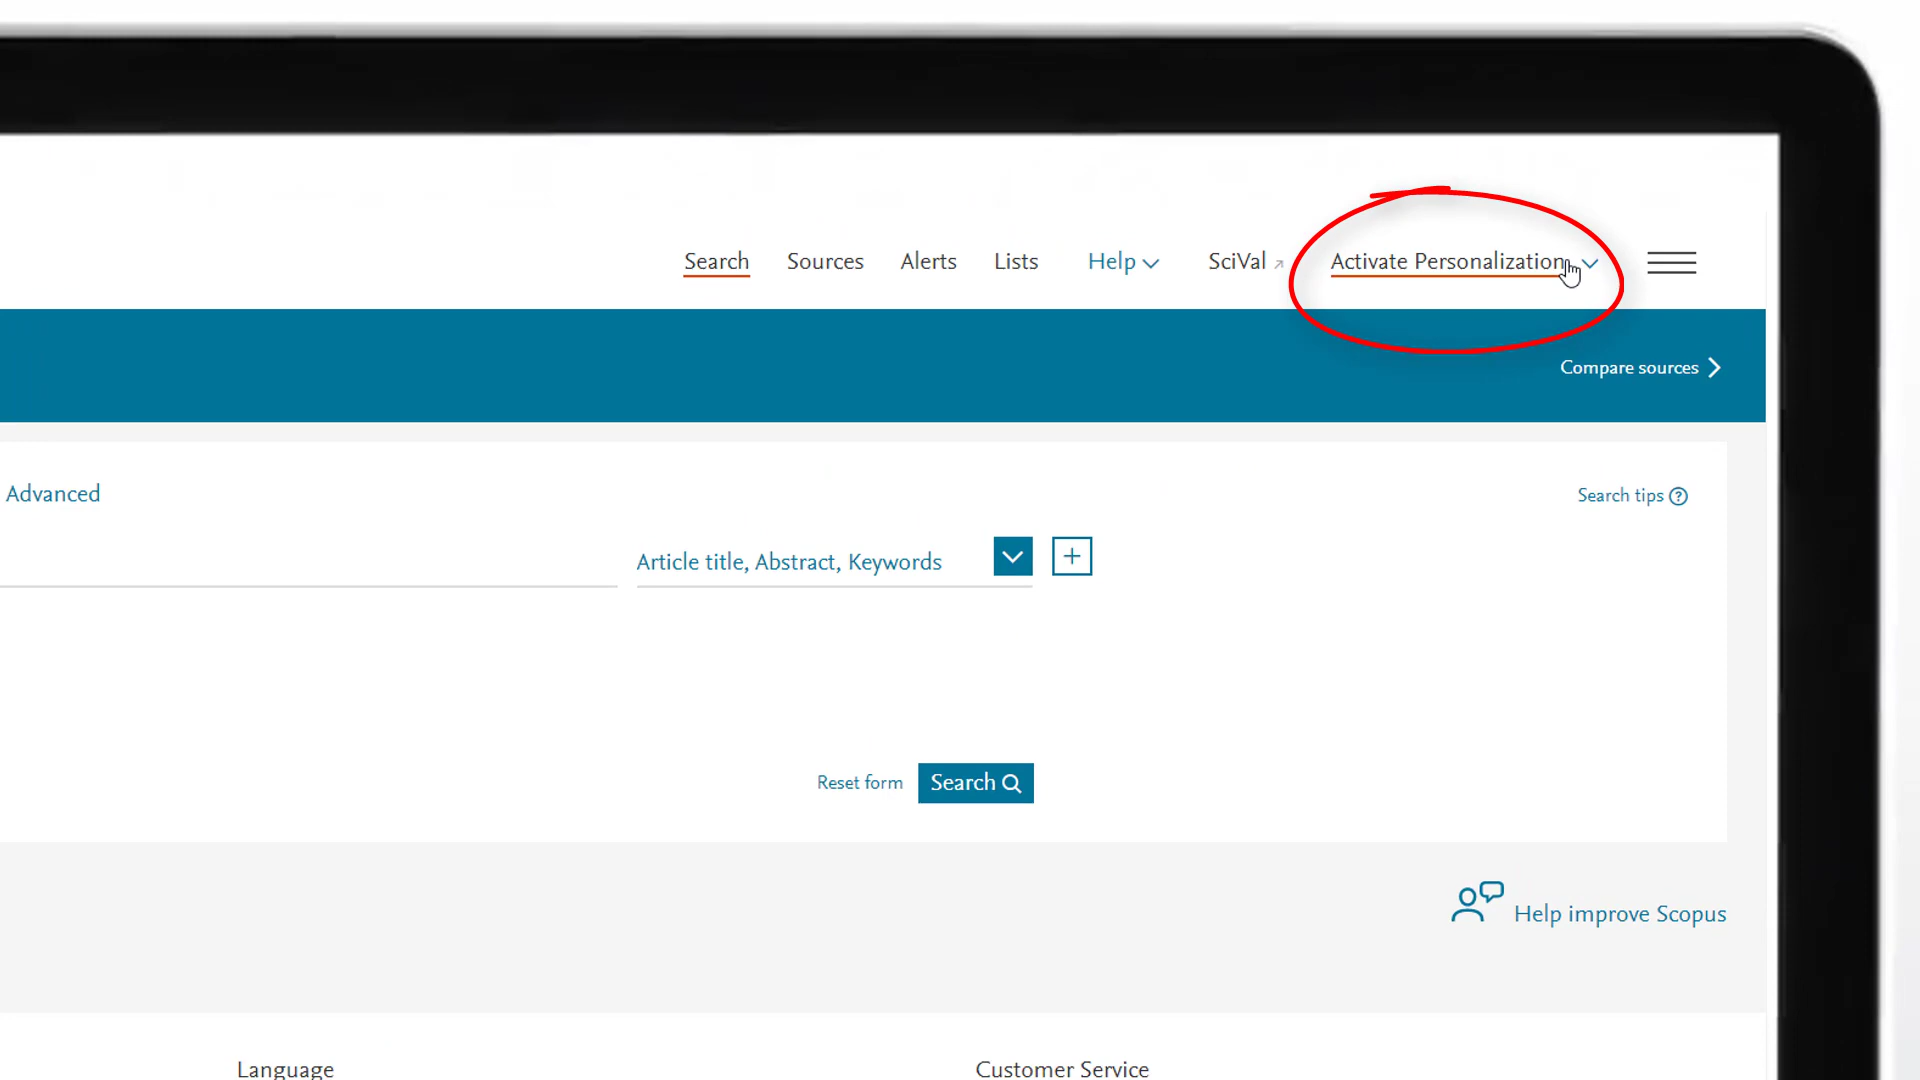 Search Sources Alerts Lists Help SciVal Activate Personalization
Compare sources
Advanced
Search tips
Article title, Abstract, Keywords
Reset form
Search
Help improve Scopus
Language
Customer Service